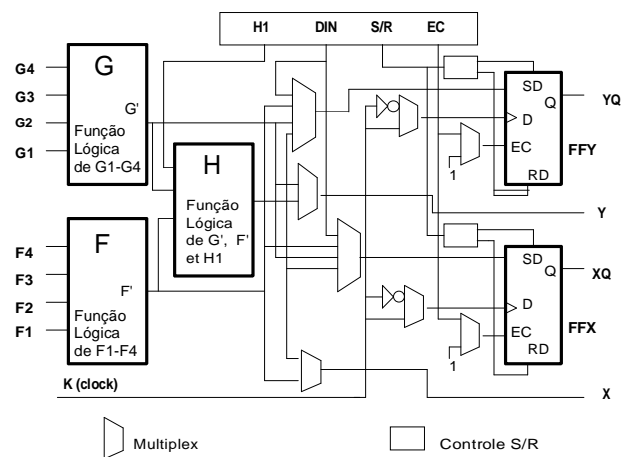 H1 DIN S/R EC
G4
G3
G2
G1
G
G'
Função
Lógica
de G1-G4
H
Função
Lógica
de G', F'
et H1
F4
F3
F2
F1
F
F'
Função
Lógica
de F1-F4
K (clock)
SD
Q
D
EC
RD
1
YQ
FFY
Y
SD
Q
D
EC
RD
1
XQ
FFX
X
Multiplex
Controle S/R